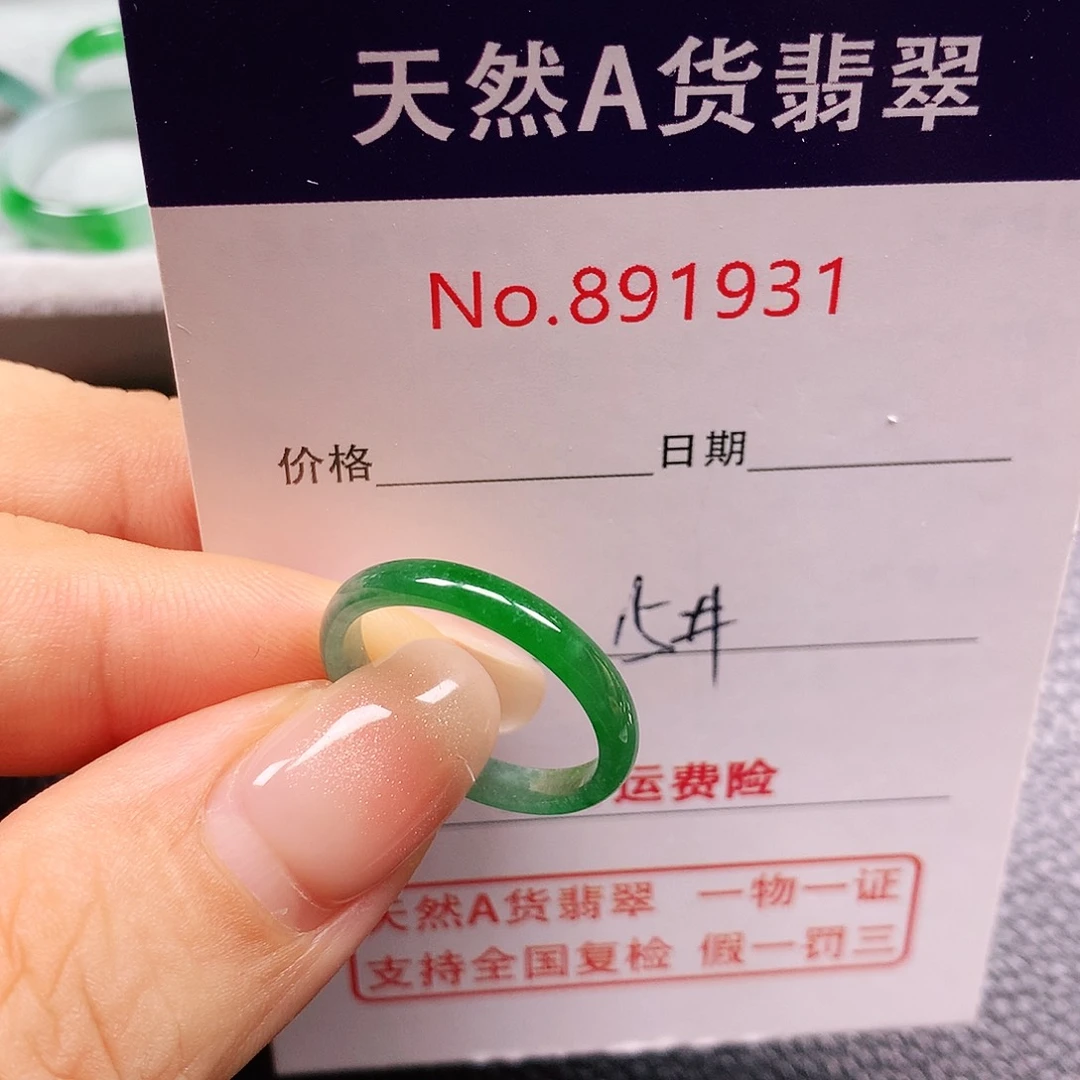 天然A货翡翠
No.891931
价格 日期
15#
运费险
天然A货翡翠 一物一证
支持全国复检 假一罚三